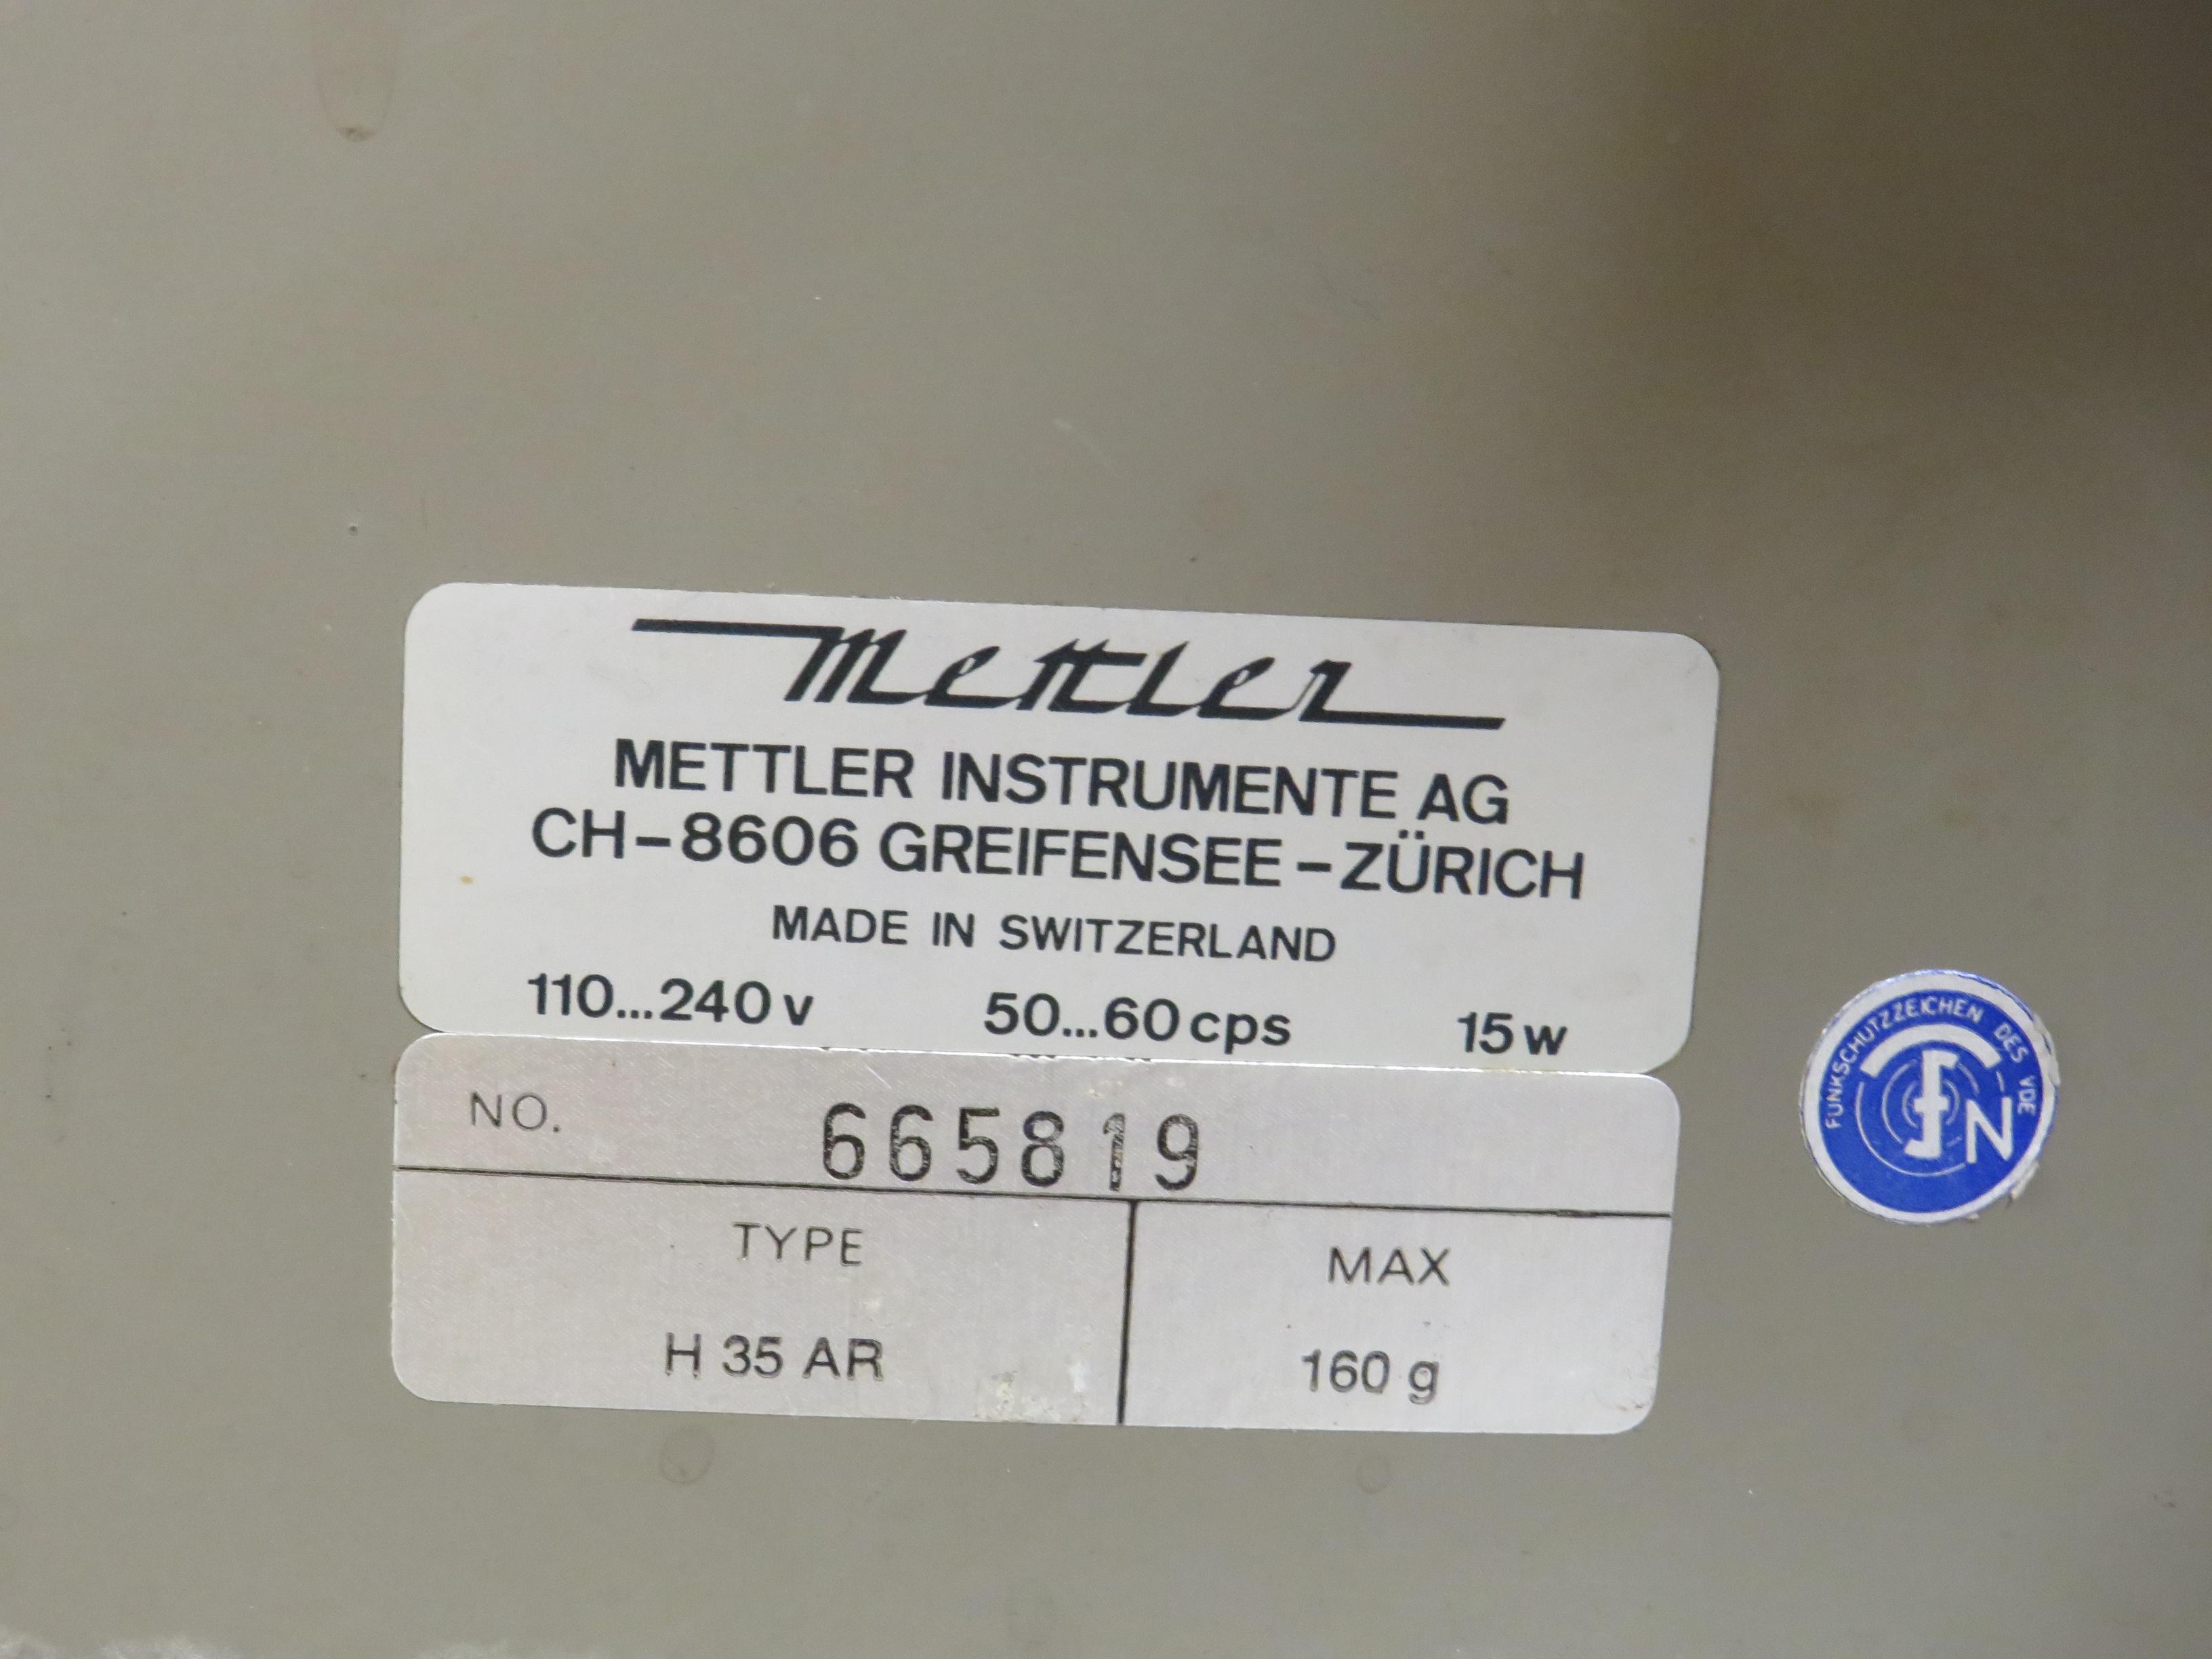 Mettler
METTLER INSTRUMENTE AG
CH-8606 GREIFENSEE-ZÜRICH
MADE IN SWITZERLAND
110...240 v 50...60 cps 15 w
NO. 665819
TYPE MAX
H 35 AR 160 g
FUNKSCHUTZZEICHEN DES VDE
f N